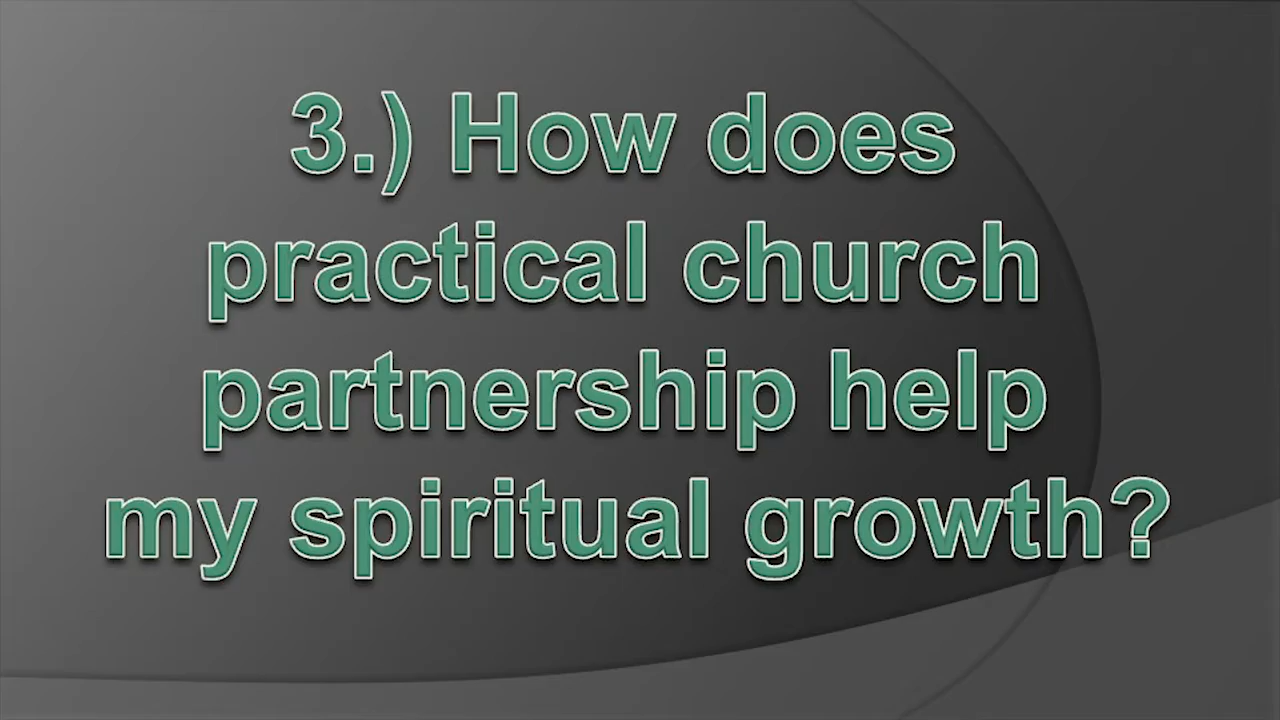 3.) How does
practical church
partnership help
my spiritual growth?